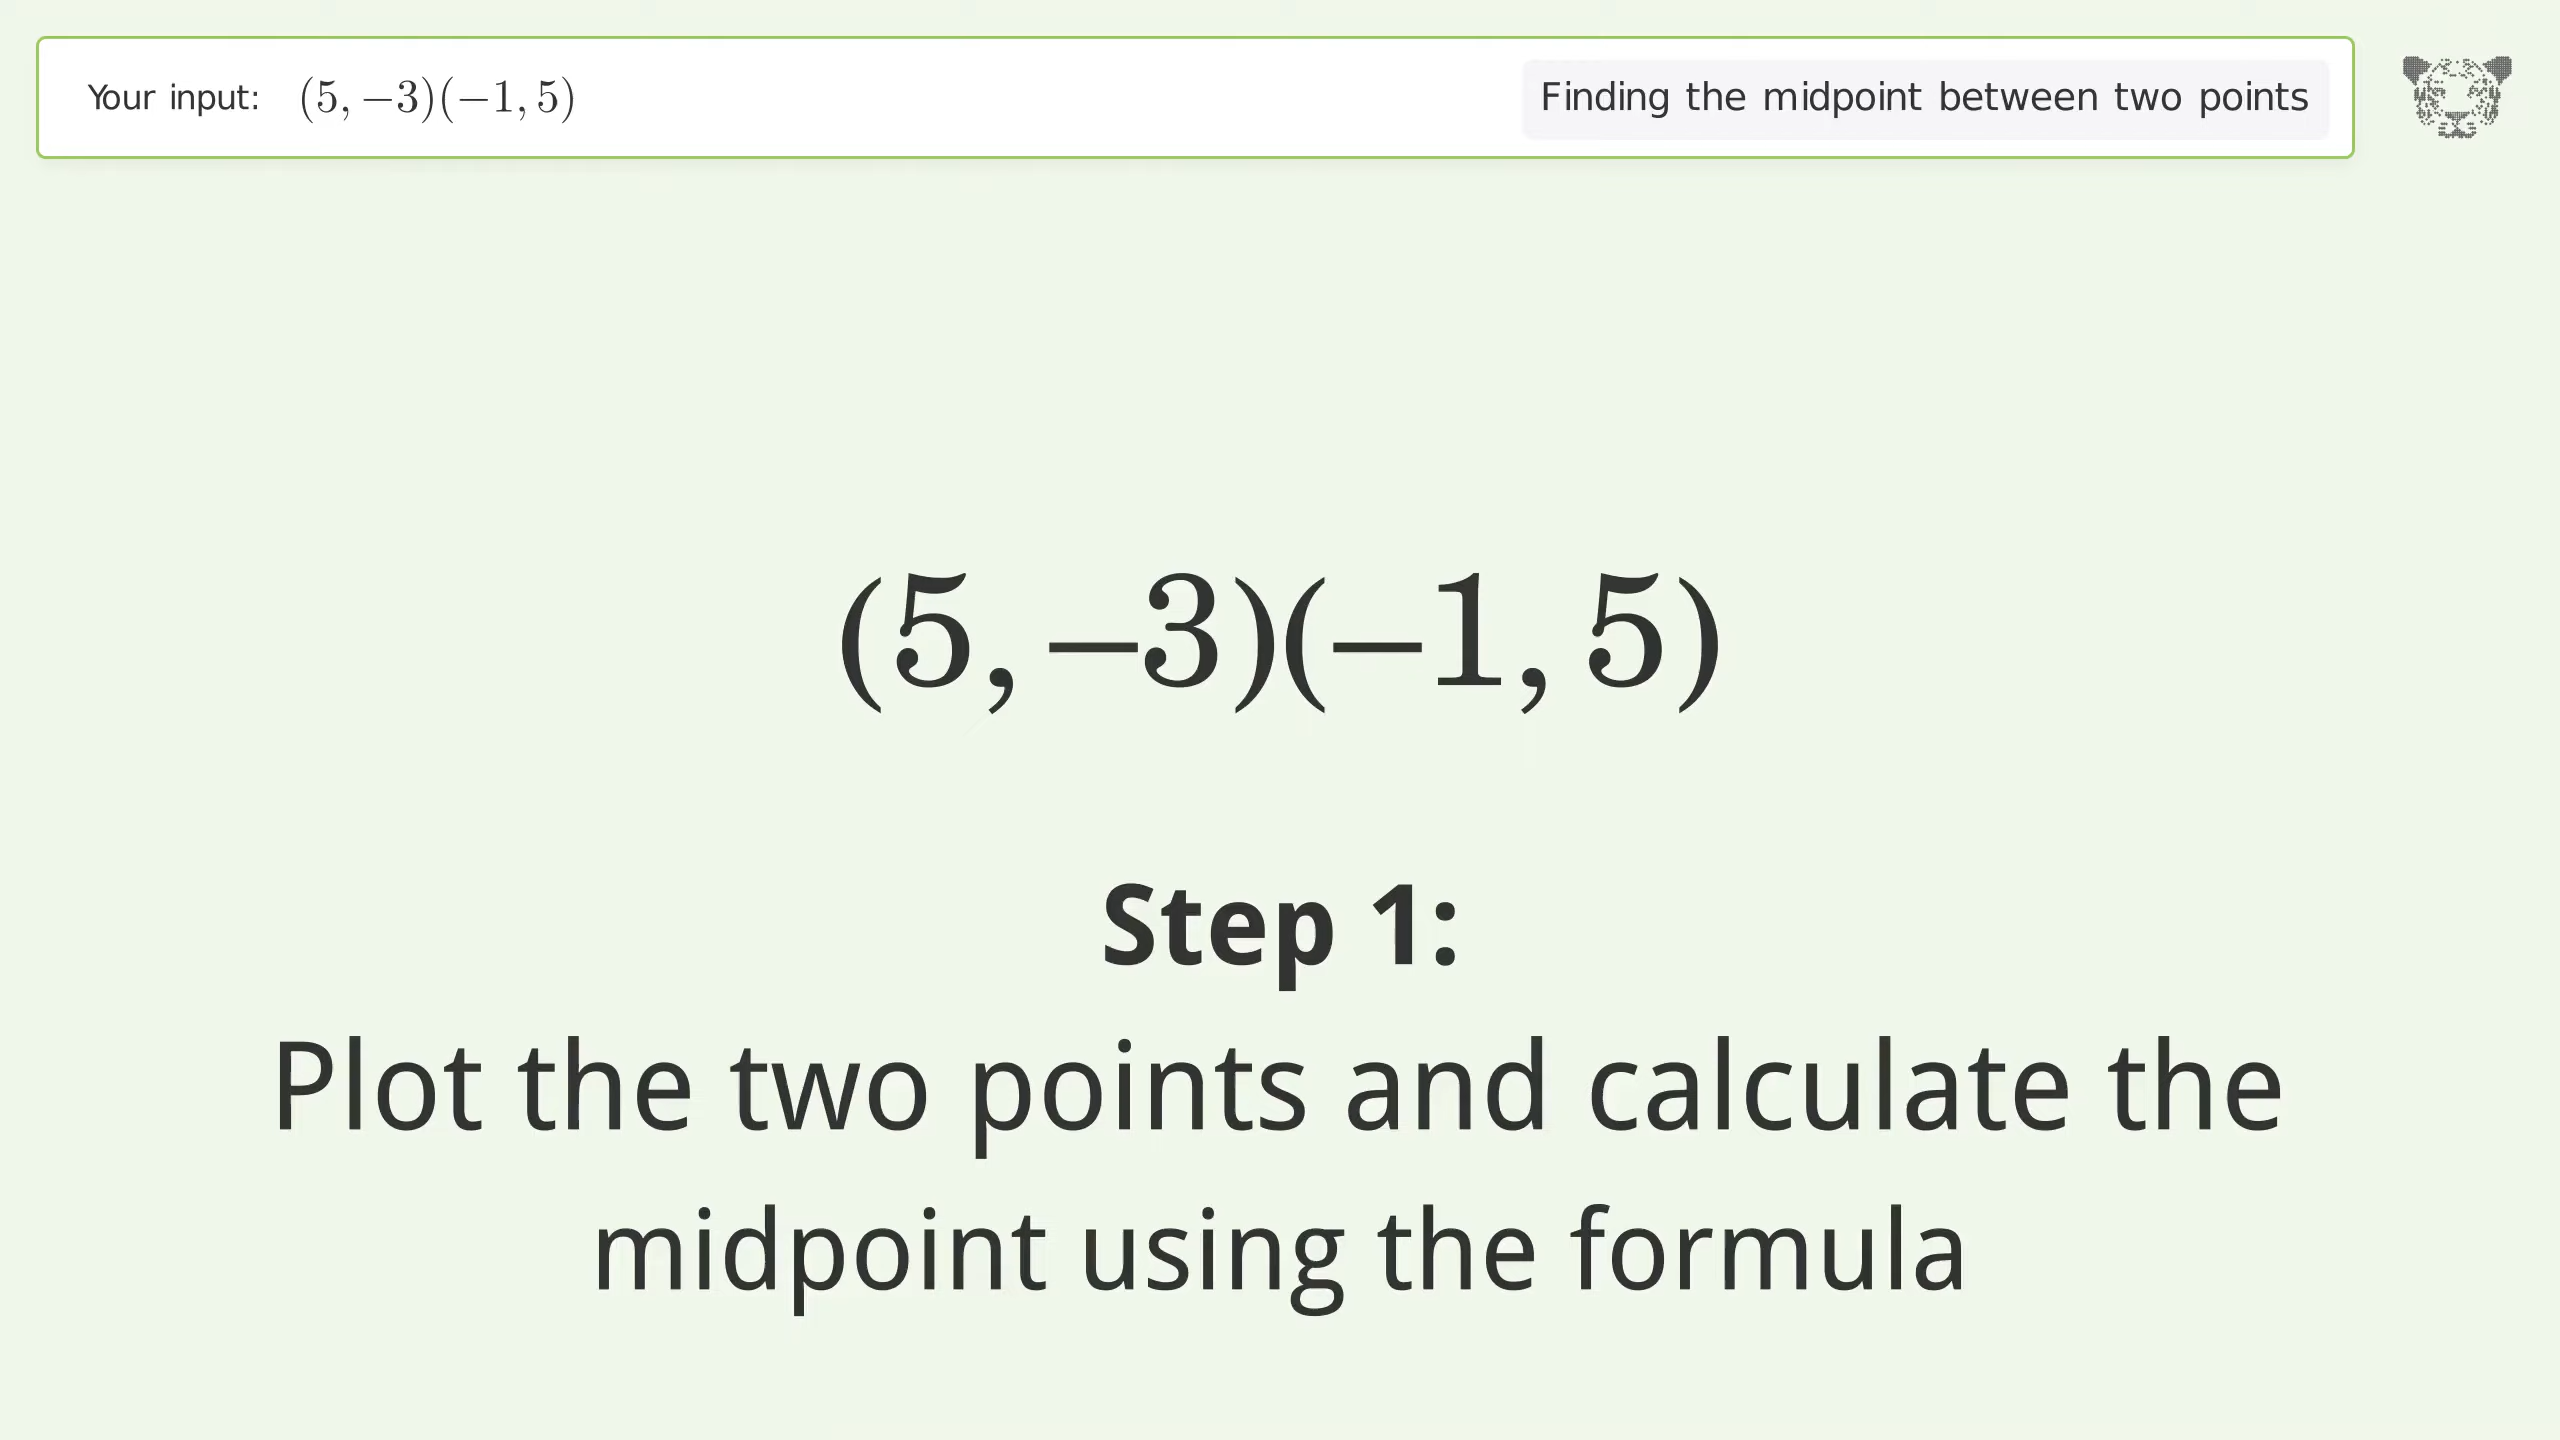 Your input: (5, −3)(−1, 5)
Finding the midpoint between two points
(5, −3)(−1, 5)
Step 1:
Plot the two points and calculate the
midpoint using the formula